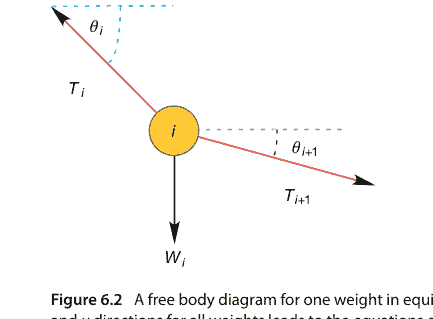 θi
Ti
i
θi+1
Ti+1
Wi
Figure 6.2 A free body diagram for one weight in equi
and y directions for all weights leads to the equations